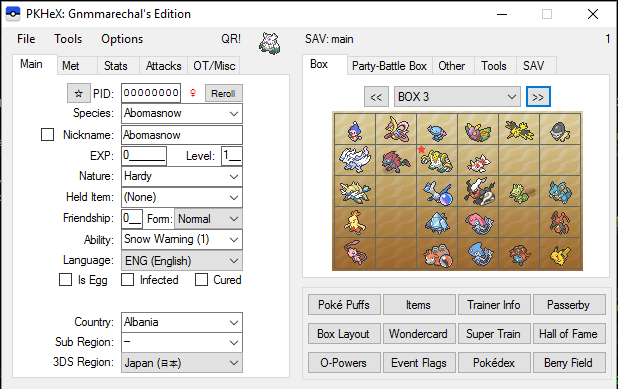 PKHeX: Gnmmarechal's Edition
File Tools Options QR! SAV: main 1
Main Met Stats Attacks OT/Misc
☆ PID: 00000000 ♀ Reroll
Species: Abomasnow
Nickname: Abomasnow
EXP: 0 Level: 1
Nature: Hardy
Held Item: (None)
Friendship: 0 Form: Normal
Ability: Snow Warning (1)
Language: ENG (English)
Is Egg Infected Cured
Country: Albania
Sub Region: —
3DS Region: Japan (日本)
Box Party-Battle Box Other Tools SAV
<< BOX 3 >>
Poké Puffs Items Trainer Info Passerby
Box Layout Wondercard Super Train Hall of Fame
O-Powers Event Flags Pokédex Berry Field